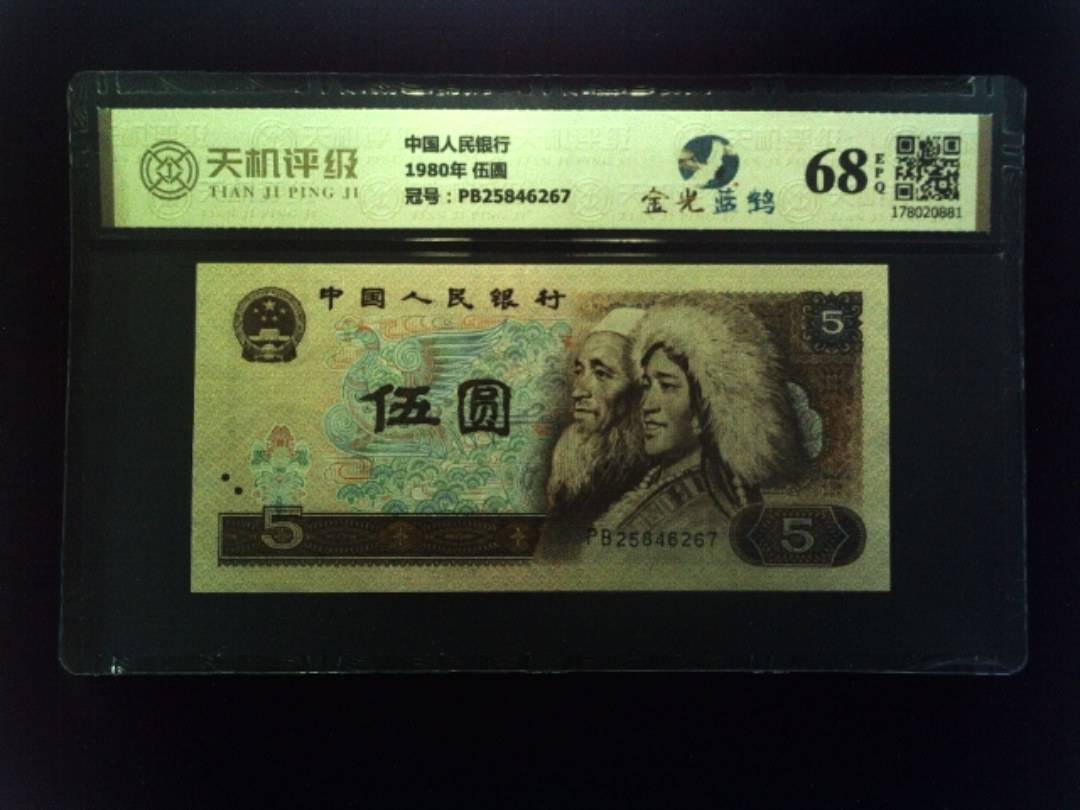 天机评级
TIAN JI PING JI
中国人民银行
1980年 伍圆
冠号：PB25846267
金光蓝鹤
68
EPQ
178020881
中国人民银行
5
伍圆
5
PB25846267
5